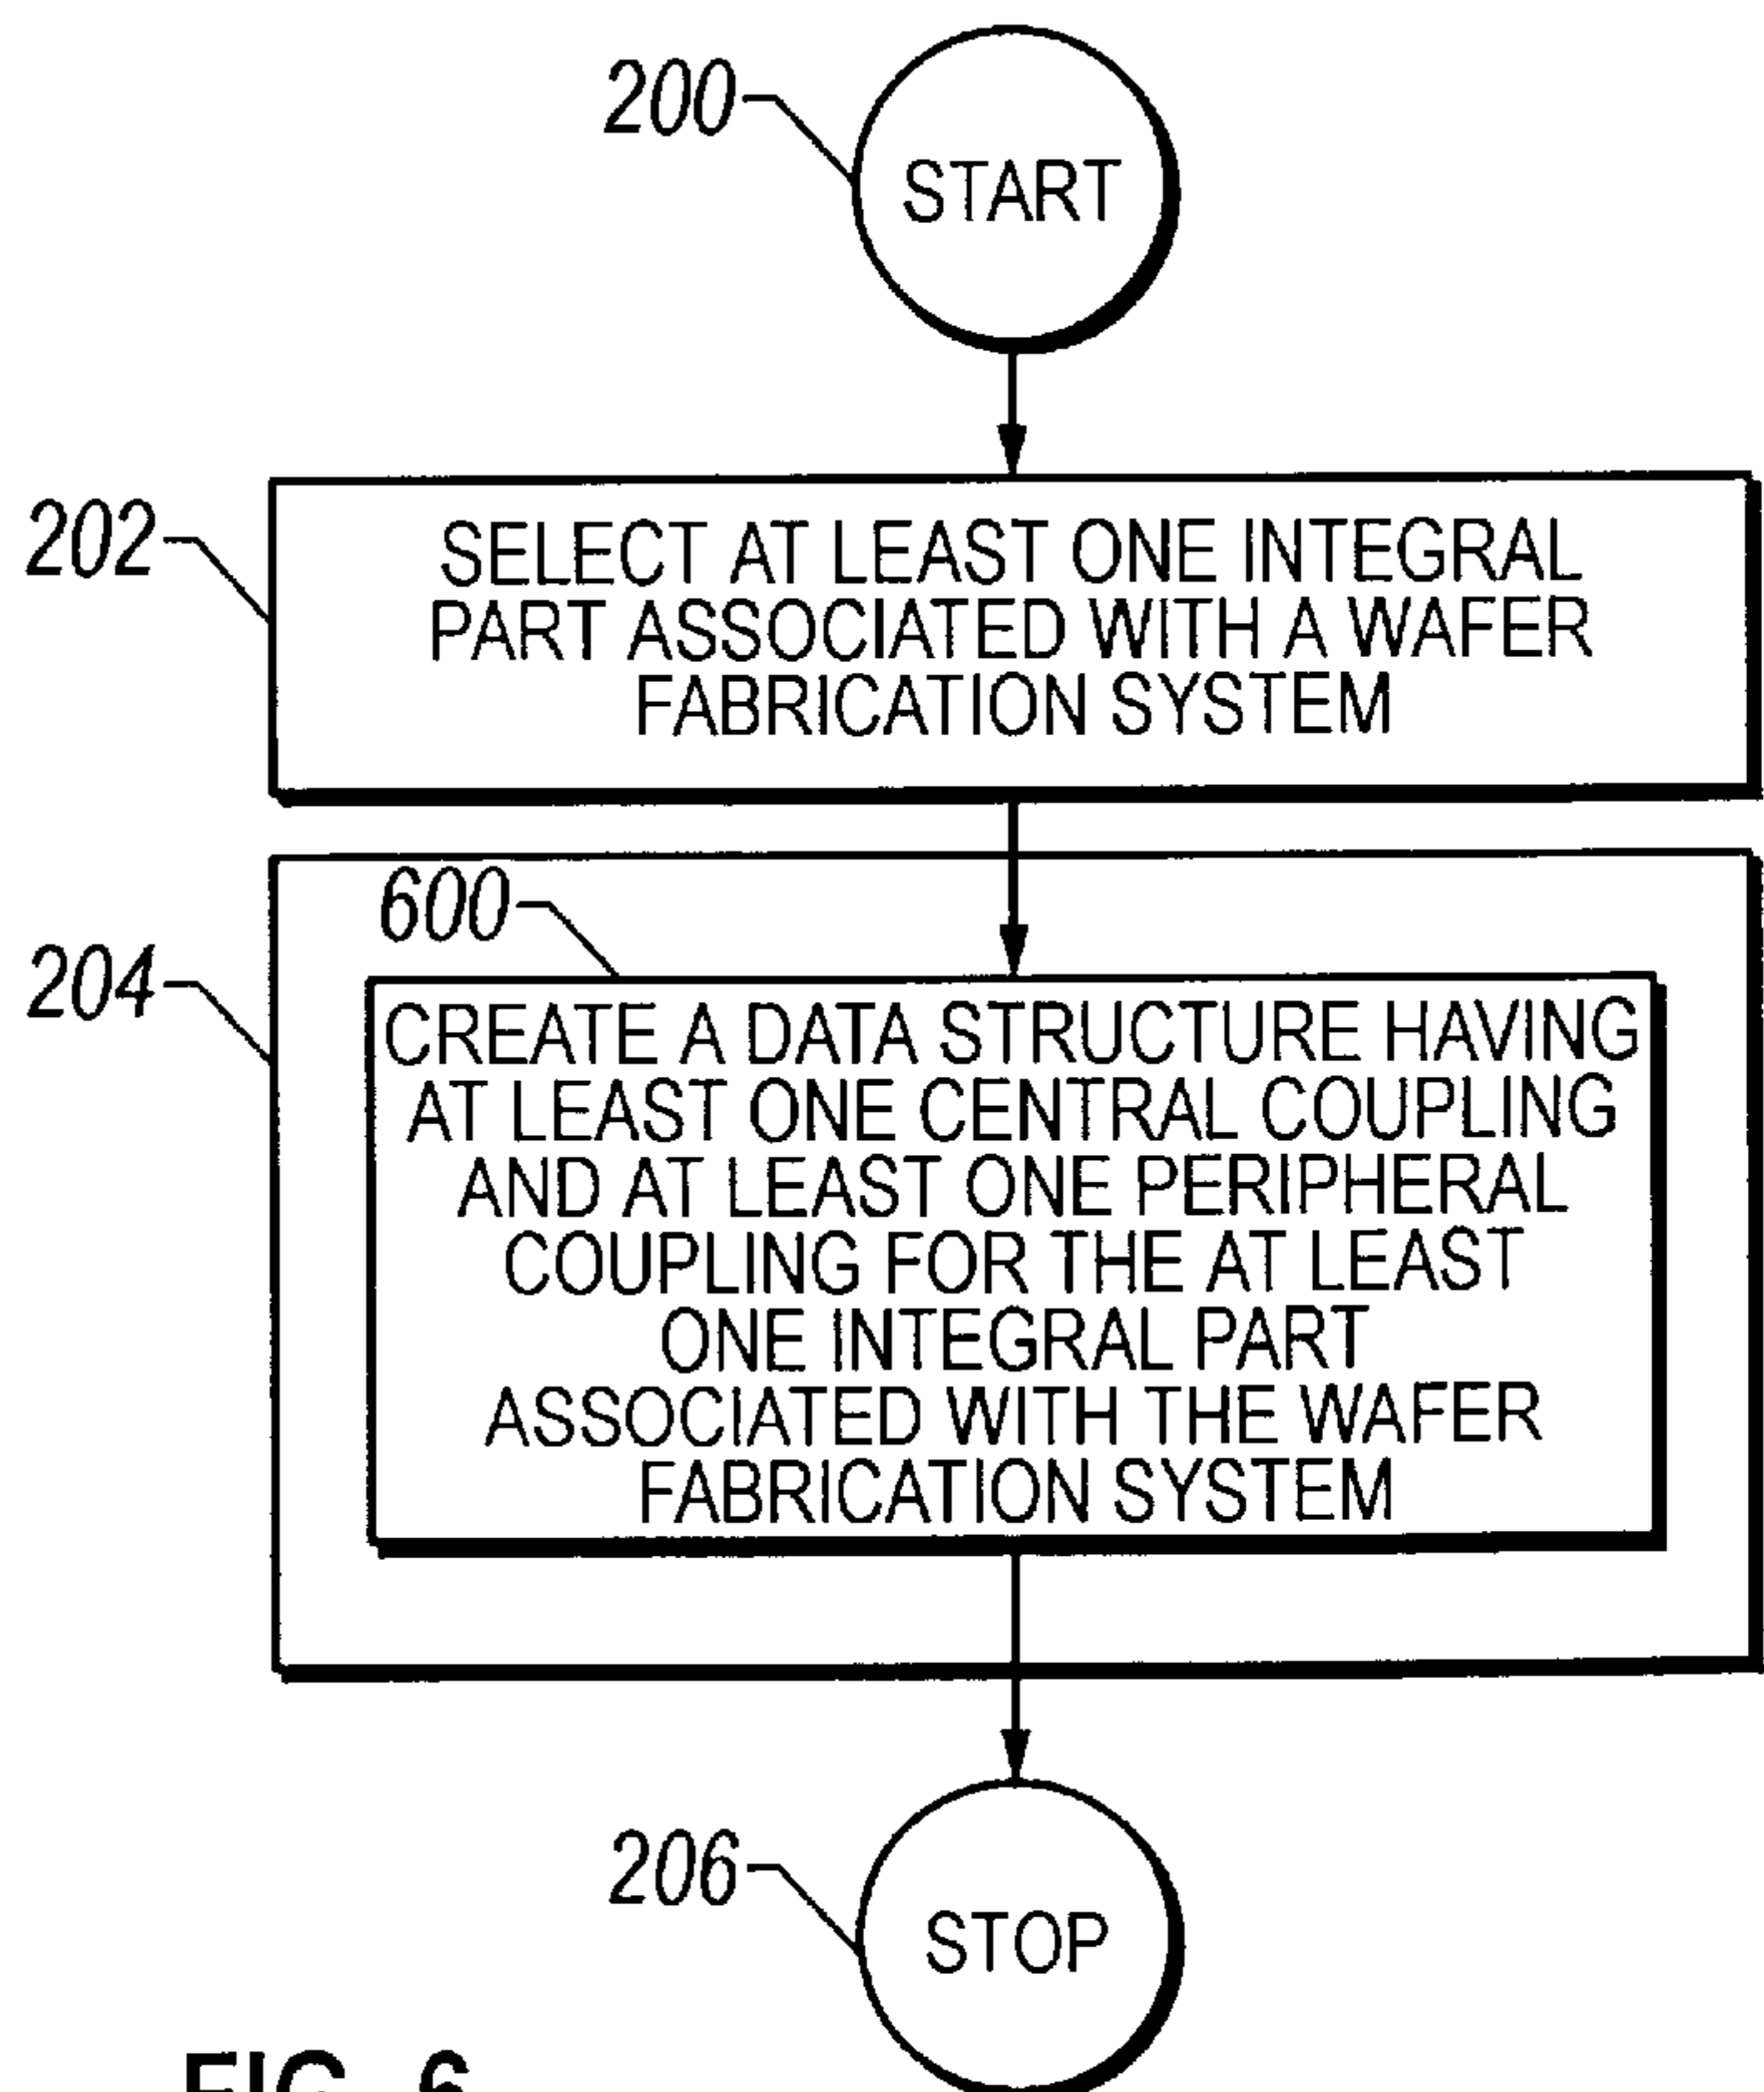 200
START
202
SELECT AT LEAST ONE INTEGRAL
PART ASSOCIATED WITH A WAFER
FABRICATION SYSTEM
600
204
CREATE A DATA STRUCTURE HAVING
AT LEAST ONE CENTRAL COUPLING
AND AT LEAST ONE PERIPHERAL
COUPLING FOR THE AT LEAST
ONE INTEGRAL PART
ASSOCIATED WITH THE WAFER
FABRICATION SYSTEM
206
STOP
FIG. 6